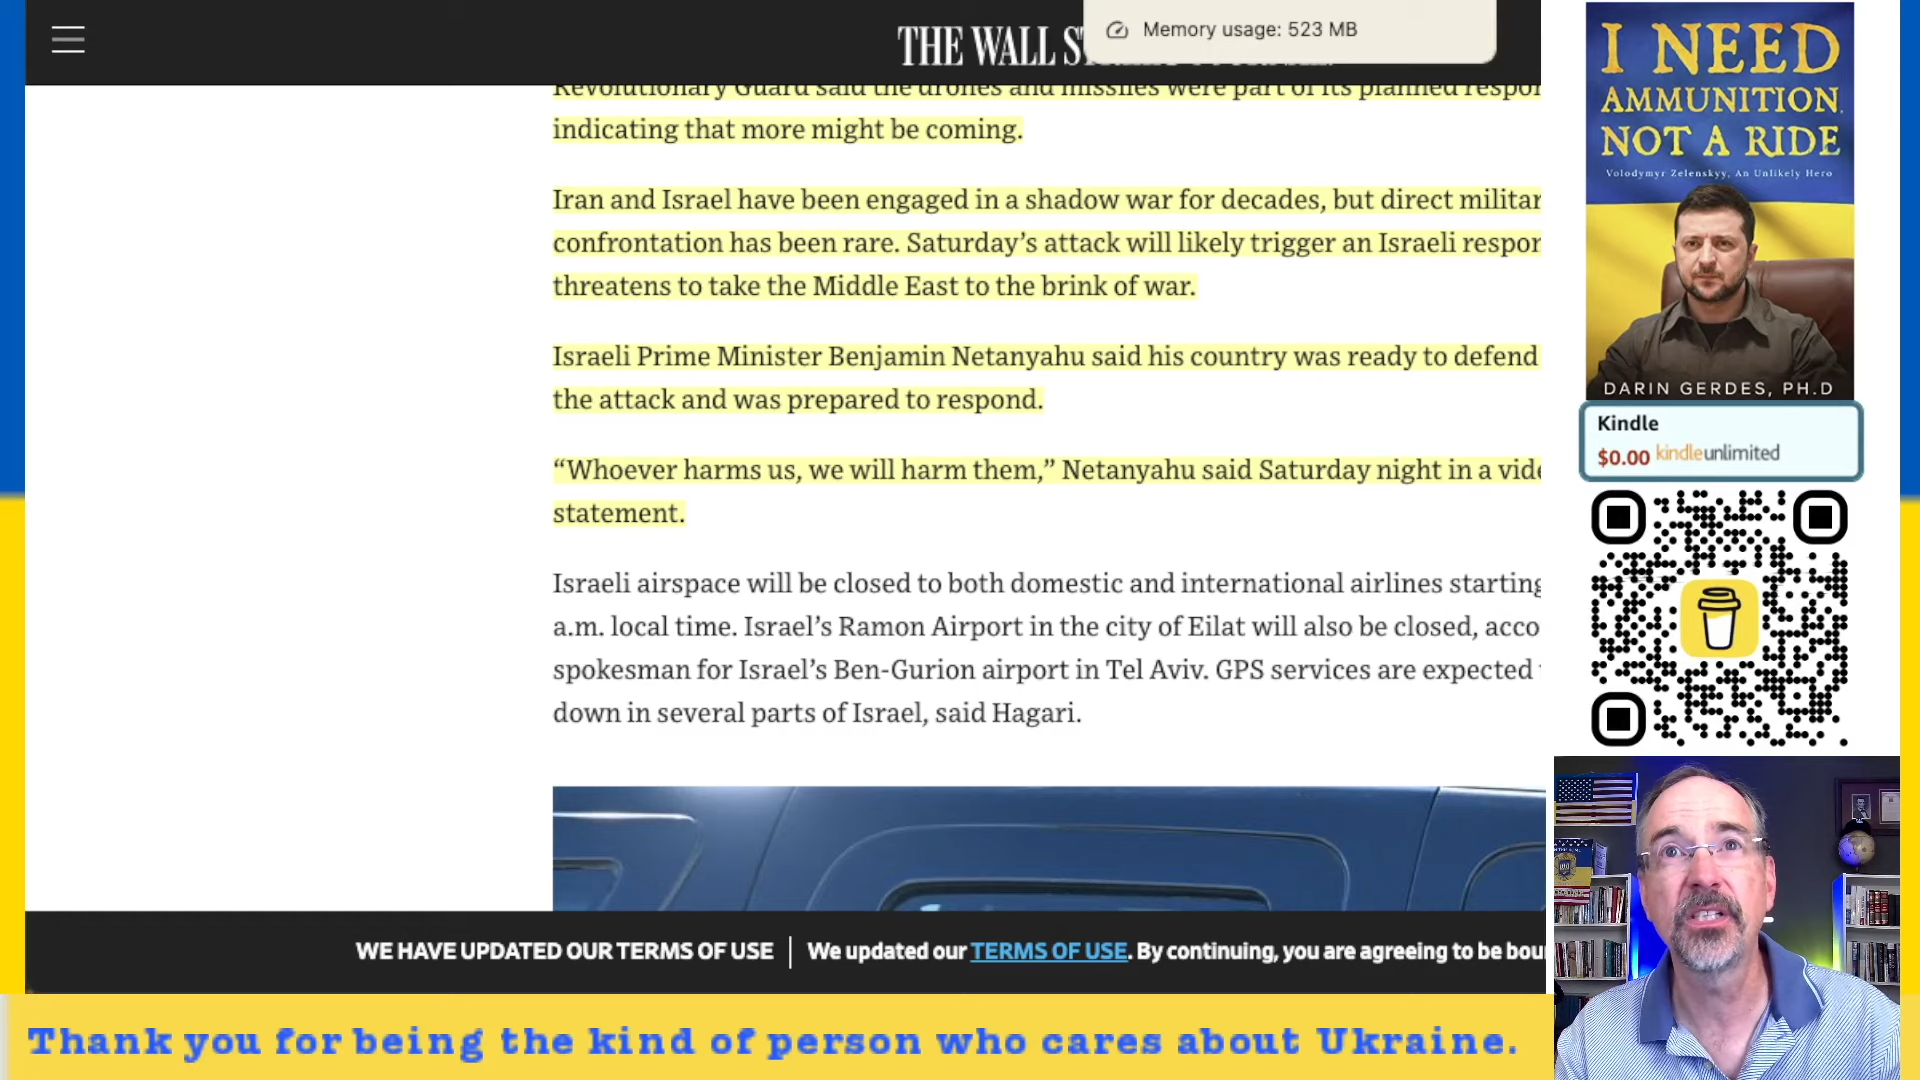 THE WALL
Memory usage: 523 MB
Revolutionary Guard said the drones and missiles were part of its planned
indicating that more might be coming.
Iran and Israel have been engaged in a shadow war for decades, but direct
confrontation has been rare. Saturday’s attack will likely trigger an Israeli
threatens to take the Middle East to the brink of war.
Israeli Prime Minister Benjamin Netanyahu said his country was ready to defend
the attack and was prepared to respond.
“Whoever harms us, we will harm them,” Netanyahu said Saturday night in a
statement.
Israeli airspace will be closed to both domestic and international airlines starting
a.m. local time. Israel’s Ramon Airport in the city of Eilat will also be closed,
spokesman for Israel’s Ben-Gurion airport in Tel Aviv. GPS services are expected
down in several parts of Israel, said Hagari.
WE HAVE UPDATED OUR TERMS OF USE | We updated our TERMS OF USE. By continuing, you are agreeing to be
Thank you for being the kind of person who cares about Ukraine.
I NEED
AMMUNITION,
NOT A RIDE
Volodymyr Zelenskyy, An Unlikely Hero
DARIN GERDES, PH.D
Kindle
$0.00 kindleunlimited